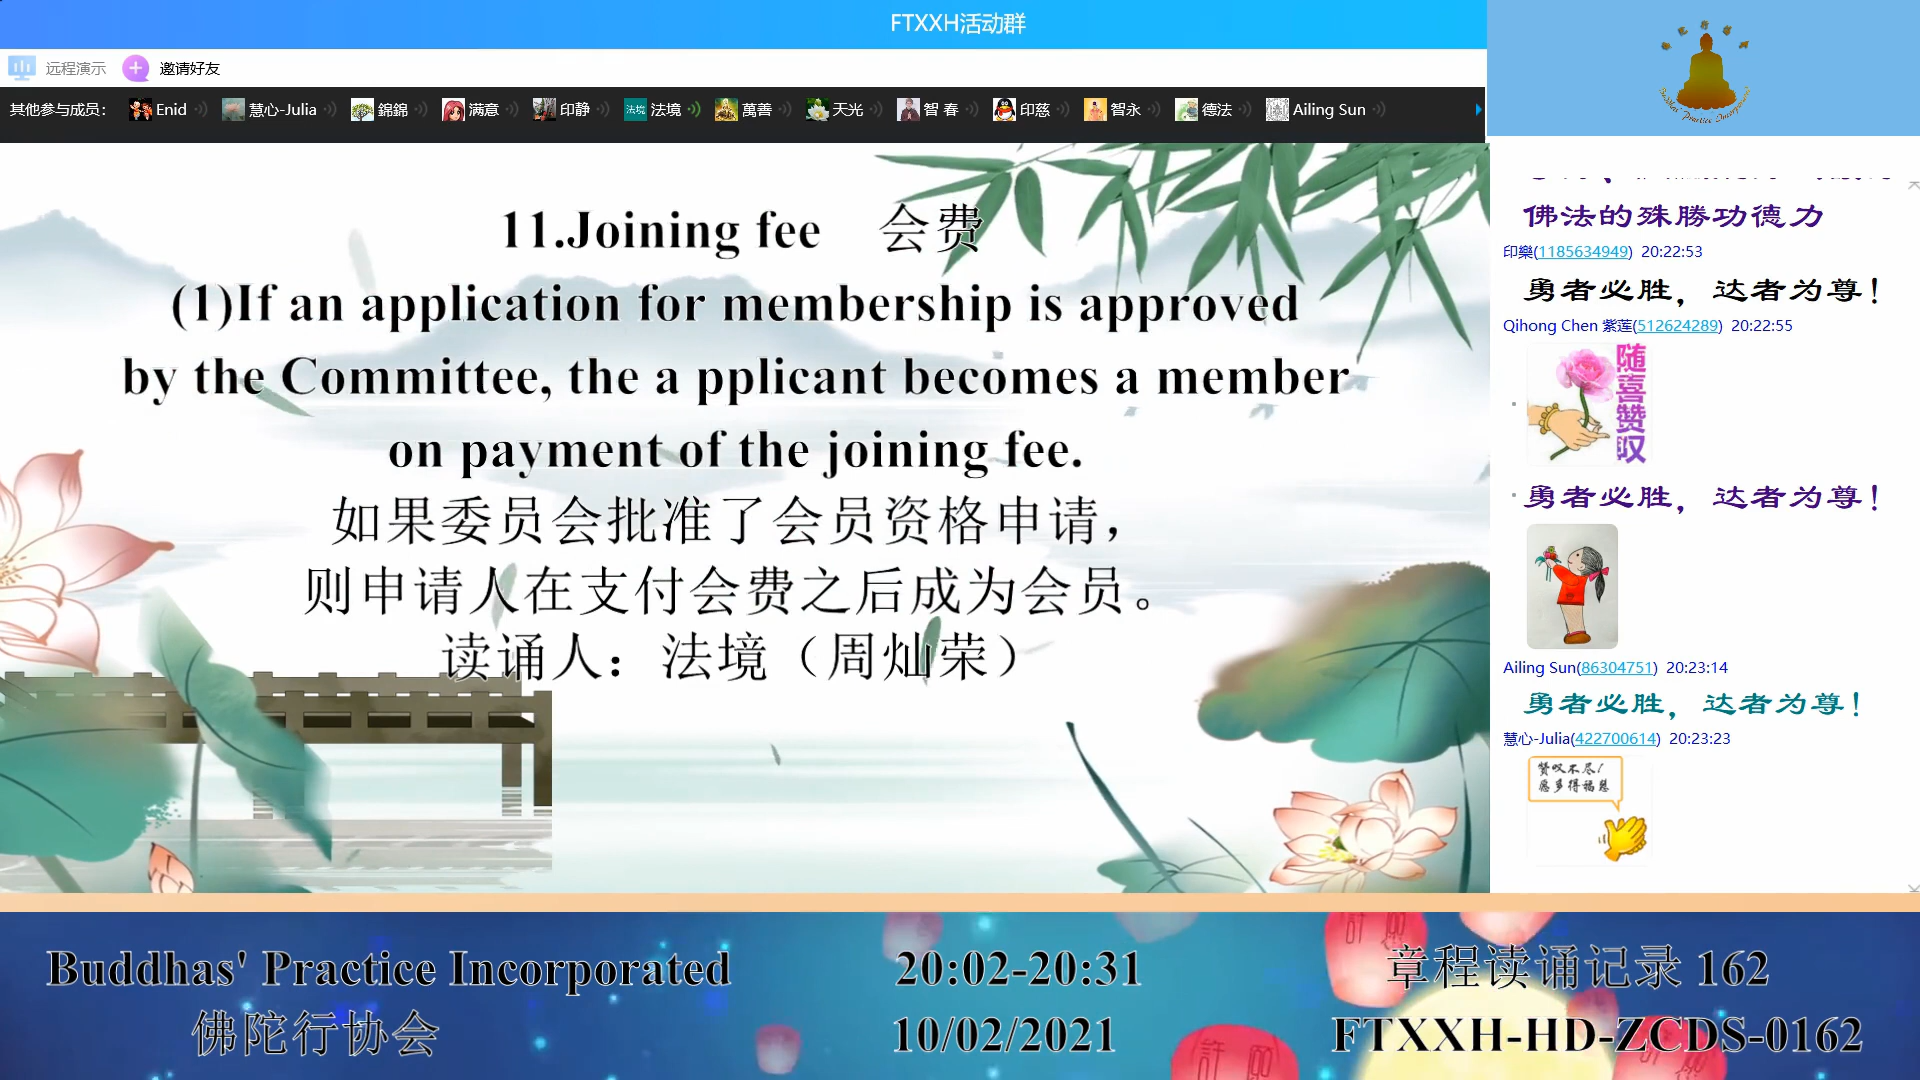 FTXXH活动群
远程演示 邀请好友
其他参与成员： Enid 慧心-Julia 錦錦 满意 印静 法境 法境 萬善 天光 智 春 印慈 智永 德法 Ailing Sun
11.Joining fee 会费
(1)If an application for membership is approved
by the Committee, the a pplicant becomes a member
on payment of the joining fee.
如果委员会批准了会员资格申请，
则申请人在支付会费之后成为会员。
读诵人：法境（周灿荣）
佛法的殊勝功德力
印樂(1185634949) 20:22:53
勇者必胜，达者为尊！
Qihong Chen 紫莲(512624289) 20:22:55
随喜赞叹
勇者必胜，达者为尊！
Ailing Sun(86304751) 20:23:14
勇者必胜，达者为尊！
慧心-Julia(422700614) 20:23:23
赞叹不尽！
愿多得福慧
Buddhas' Practice Incorporated
佛陀行协会
20:02-20:31
10/02/2021
章程读诵记录 162
FTXXH-HD-ZCDS-0162